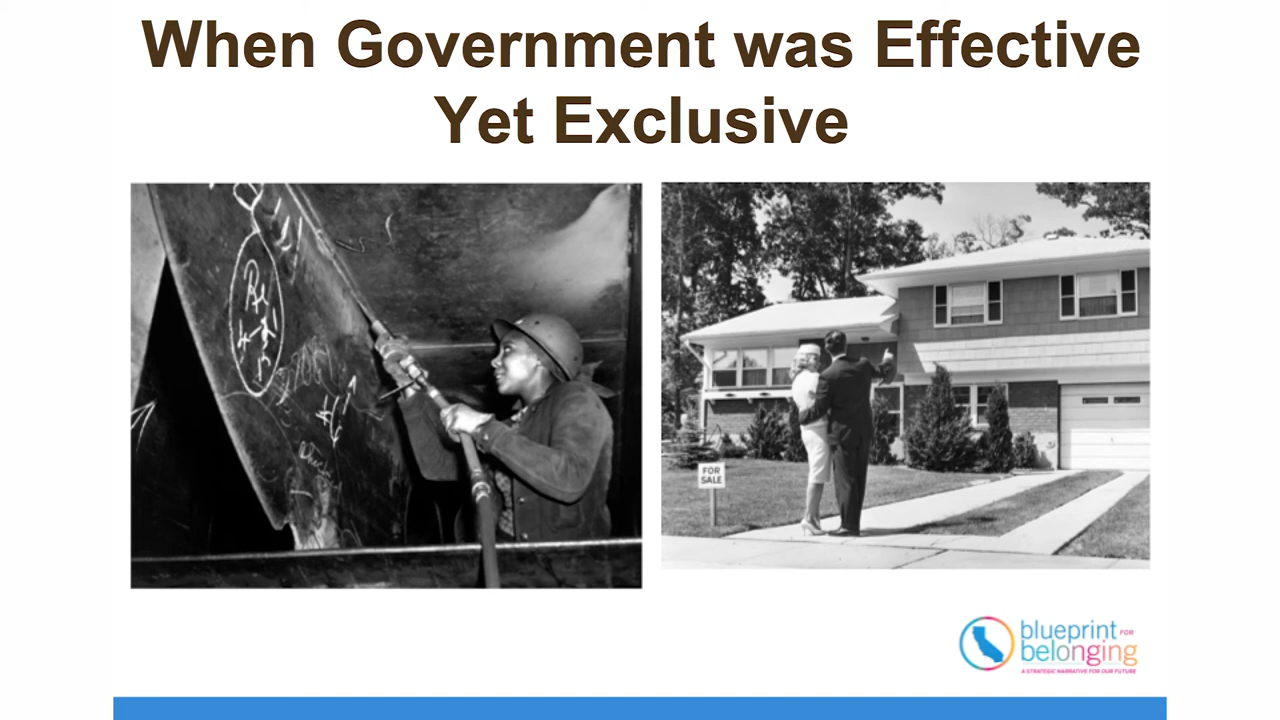 When Government was Effective
Yet Exclusive
FOR
SALE
blueprint FOR
belonging
A STRATEGIC NARRATIVE FOR OUR FUTURE